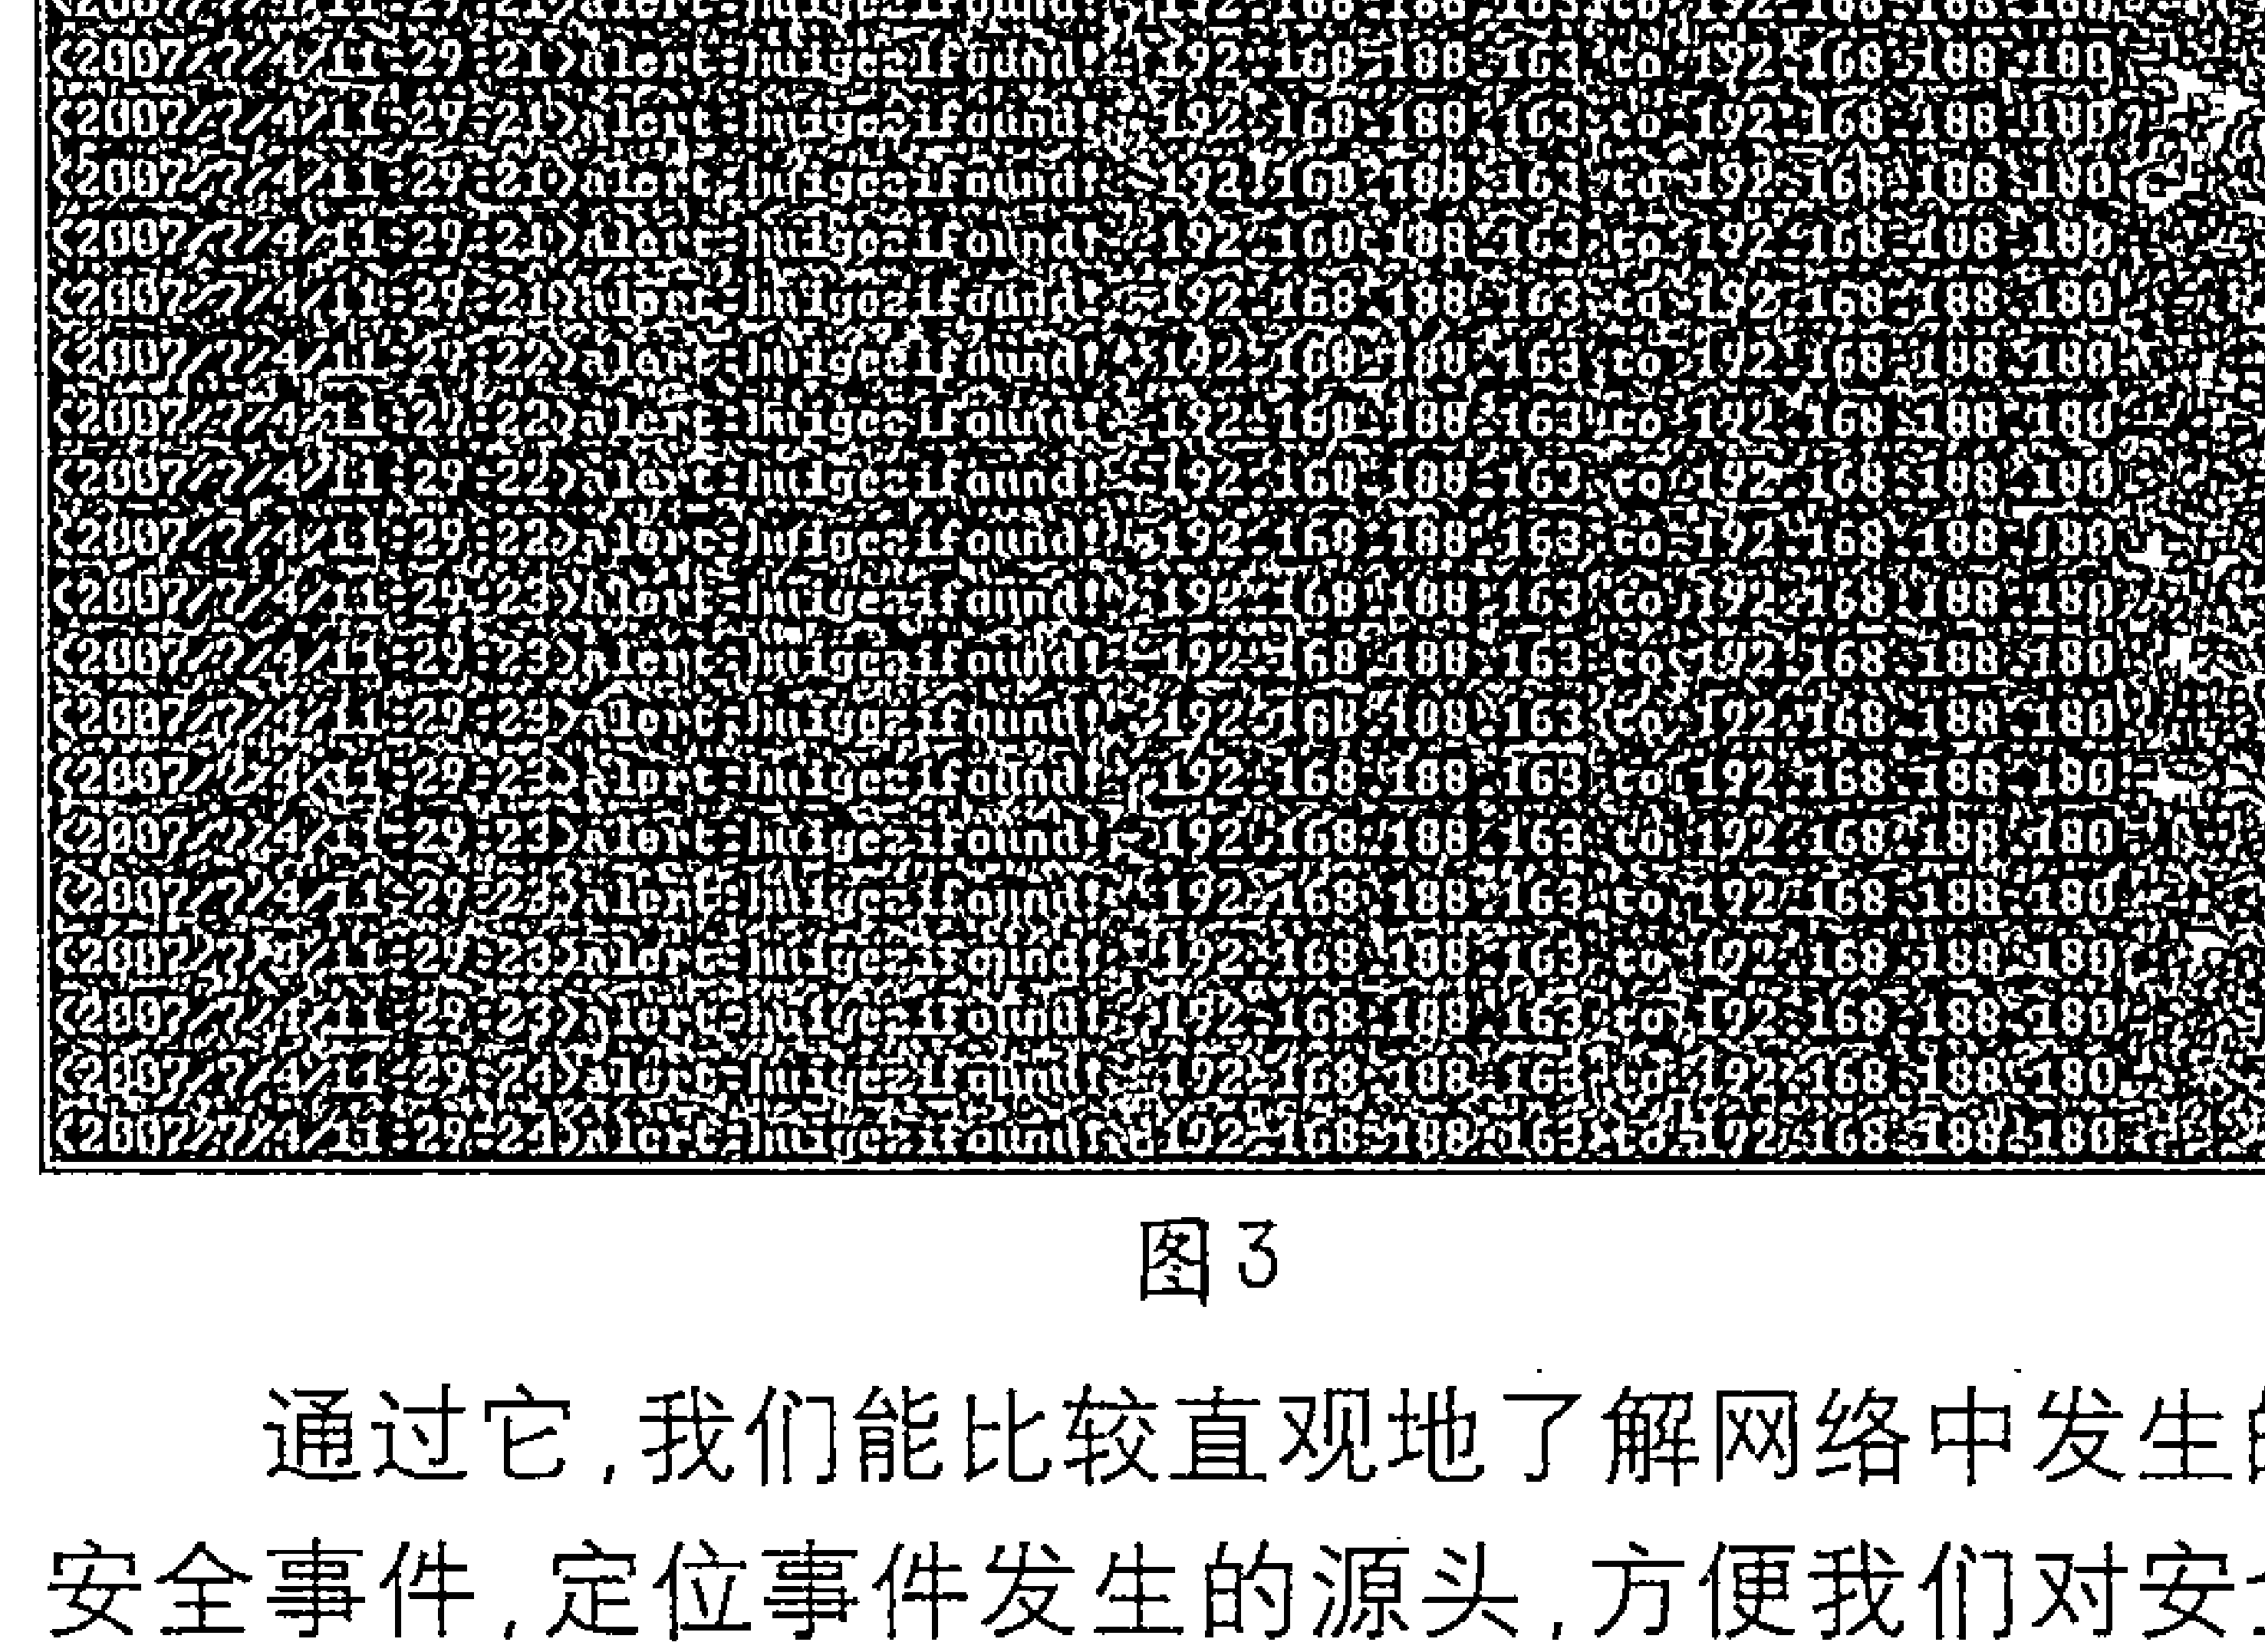 <2007/7/4/11:29:21>alert:huigezifound! 192.168.188.163 to 192.168.188.180
<2007/7/4/11:29:21>alert:huigezifound! 192.168.188.163 to 192.168.188.180
<2007/7/4/11:29:21>alert:huigezifound! 192.168.188.163 to 192.168.188.180
<2007/7/4/11:29:21>alert:huigezifound! 192.168.188.163 to 192.168.188.180
<2007/7/4/11:29:21>alert:huigezifound! 192.168.188.163 to 192.168.188.180
<2007/7/4/11:29:21>alert:huigezifound! 192.168.188.163 to 192.168.188.180
<2007/7/4/11:29:22>alert:huigezifound! 192.168.188.163 to 192.168.188.180
<2007/7/4/11:29:22>alert:huigezifound! 192.168.188.163 to 192.168.188.180
<2007/7/4/11:29:22>alert:huigezifound! 192.168.188.163 to 192.168.188.180
<2007/7/4/11:29:22>alert:huigezifound! 192.168.188.163 to 192.168.188.180
<2007/7/4/11:29:23>alert:huigezifound! 192.168.188.163 to 192.168.188.180
<2007/7/4/11:29:23>alert:huigezifound! 192.168.188.163 to 192.168.188.180
<2007/7/4/11:29:23>alert:huigezifound! 192.168.188.163 to 192.168.188.180
<2007/7/4/11:29:23>alert:huigezifound! 192.168.188.163 to 192.168.188.180
<2007/7/4/11:29:23>alert:huigezifound! 192.168.188.163 to 192.168.188.180
<2007/7/4/11:29:23>alert:huigezifound! 192.168.188.163 to 192.168.188.180
<2007/7/4/11:29:23>alert:huigezifound! 192.168.188.163 to 192.168.188.180
<2007/7/4/11:29:23>alert:huigezifound! 192.168.188.163 to 192.168.188.180
<2007/7/4/11:29:24>alert:huigezifound! 192.168.188.163 to 192.168.188.180
<2007/7/4/11:29:24>alert:huigezifound! 192.168.188.163 to 192.168.188.180
图3
通过它,我们能比较直观地了解网络中发生的
安全事件,定位事件发生的源头,方便我们对安